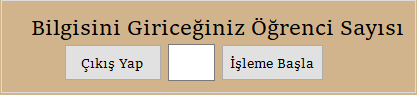 Bilgisini Giriceğiniz Öğrenci Sayısı
Çıkış Yap İşleme Başla